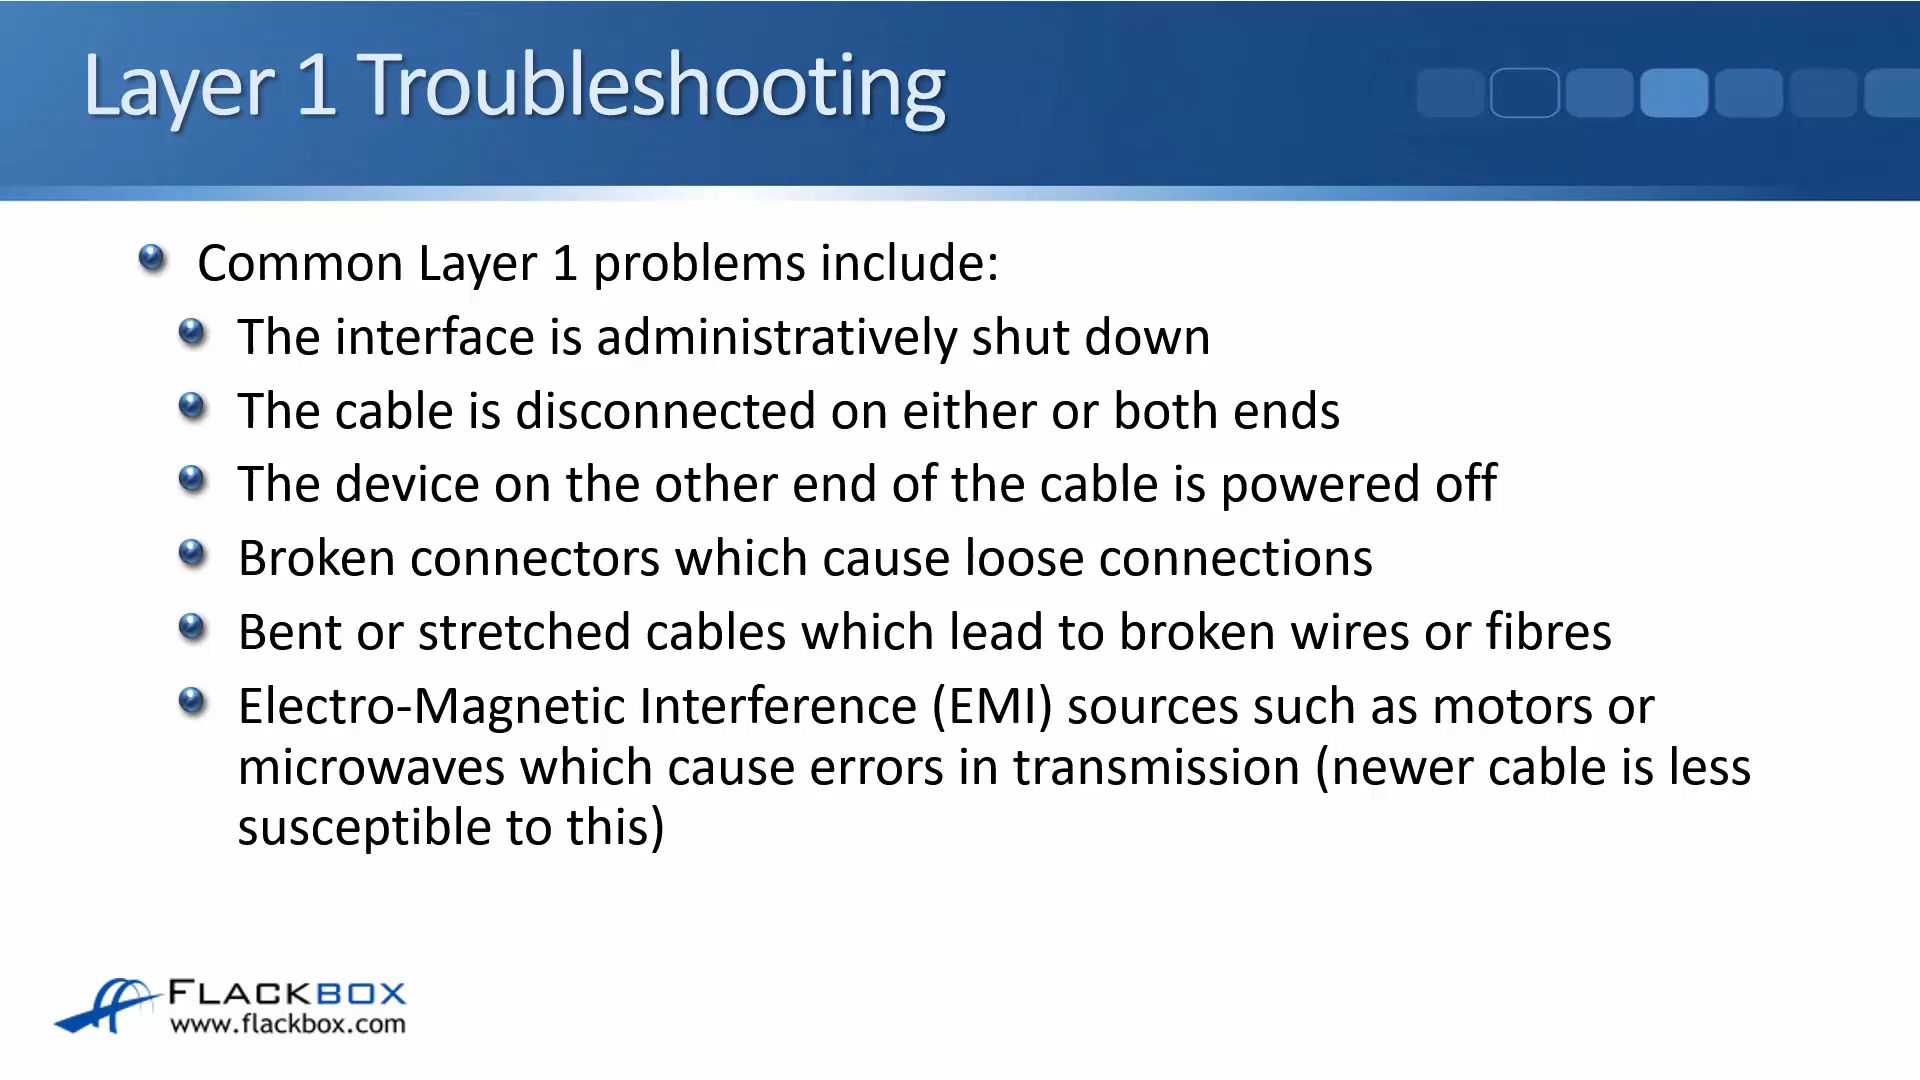 Layer 1 Troubleshooting
Common Layer 1 problems include:
The interface is administratively shut down
The cable is disconnected on either or both ends
The device on the other end of the cable is powered off
Broken connectors which cause loose connections
Bent or stretched cables which lead to broken wires or fibres
Electro-Magnetic Interference (EMI) sources such as motors or
microwaves which cause errors in transmission (newer cable is less
susceptible to this)
FLACKBOX
www.flackbox.com